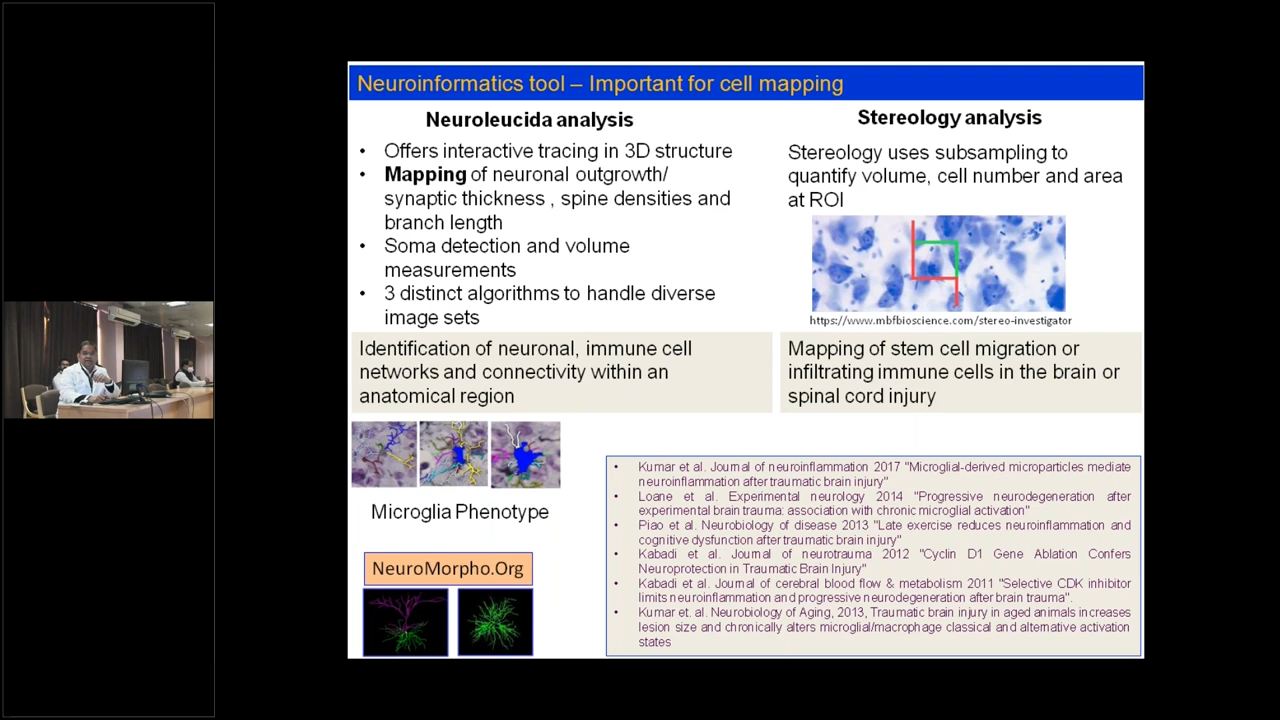 Neuroinformatics tool – Important for cell mapping
Neuroleucida analysis
• Offers interactive tracing in 3D structure
• Mapping of neuronal outgrowth/
synaptic thickness , spine densities and
branch length
• Soma detection and volume
measurements
• 3 distinct algorithms to handle diverse
image sets
Identification of neuronal, immune cell
networks and connectivity within an
anatomical region
Microglia Phenotype
NeuroMorpho.Org
Stereology analysis
Stereology uses subsampling to
quantify volume, cell number and area
at ROI
https://www.mbfbioscience.com/stereo-investigator
Mapping of stem cell migration or
infiltrating immune cells in the brain or
spinal cord injury
• Kumar et al. Journal of neuroinflammation 2017 "Microglial-derived microparticles mediate
neuroinflammation after traumatic brain injury"
• Loane et al. Experimental neurology 2014 "Progressive neurodegeneration after
experimental brain trauma: association with chronic microglial activation"
• Piao et al. Neurobiology of disease 2013 "Late exercise reduces neuroinflammation and
cognitive dysfunction after traumatic brain injury"
• Kabadi et al. Journal of neurotrauma 2012 "Cyclin D1 Gene Ablation Confers
Neuroprotection in Traumatic Brain Injury"
• Kabadi et al. Journal of cerebral blood flow & metabolism 2011 "Selective CDK inhibitor
limits neuroinflammation and progressive neurodegeneration after brain trauma".
• Kumar et. al. Neurobiology of Aging, 2013, Traumatic brain injury in aged animals increases
lesion size and chronically alters microglial/macrophage classical and alternative activation
states